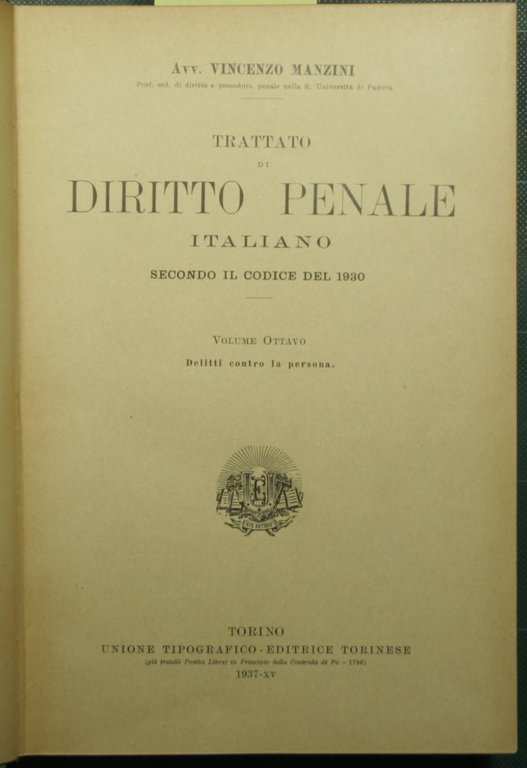 Avv. VINCENZO MANZINI
Prof. ord. di diritto e procedura penale nella R. Università di Padova
TRATTATO
DI
DIRITTO PENALE
ITALIANO
SECONDO IL CODICE DEL 1930
Volume Ottavo
Delitti contro la persona.
TORINO
UNIONE TIPOGRAFICO-EDITRICE TORINESE
(già fratelli Pomba Librai in Principio della Contrada di Pò - 1796)
1937-XV